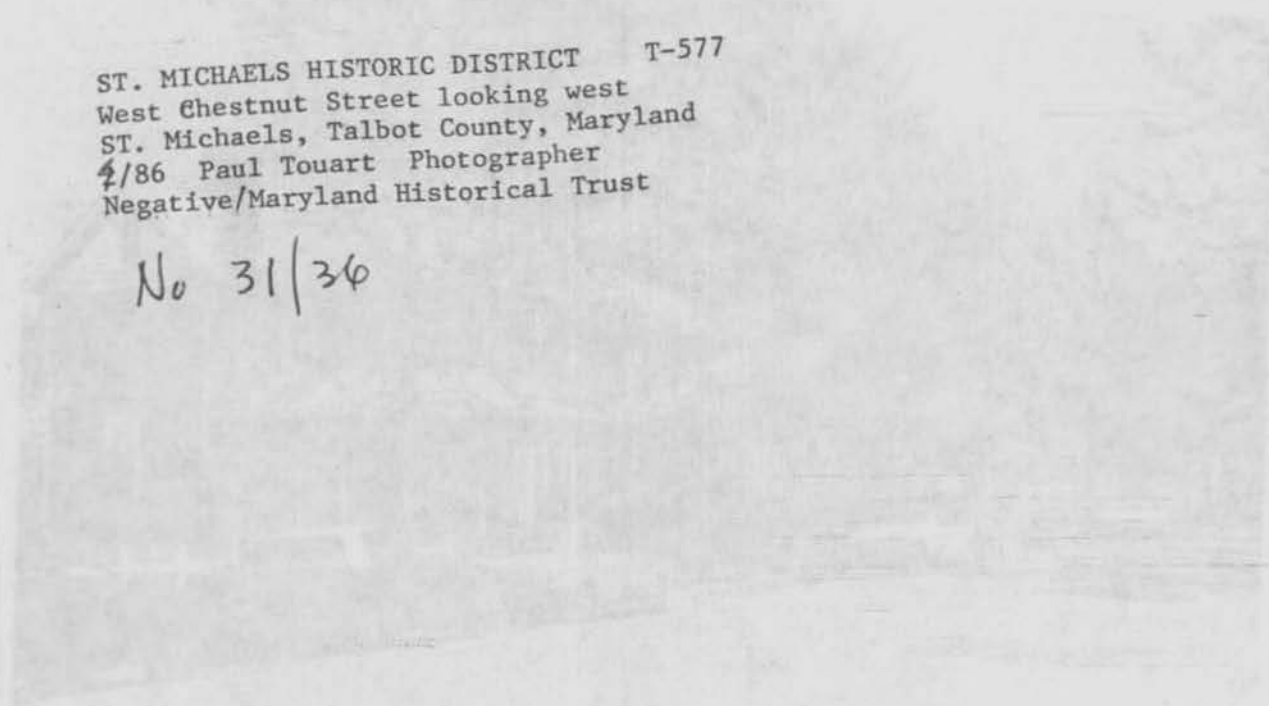 ST. MICHAELS HISTORIC DISTRICT T-577
West Chestnut Street looking west
ST. Michaels, Talbot County, Maryland
4/86 Paul Touart Photographer
Negative/Maryland Historical Trust
No 31/36